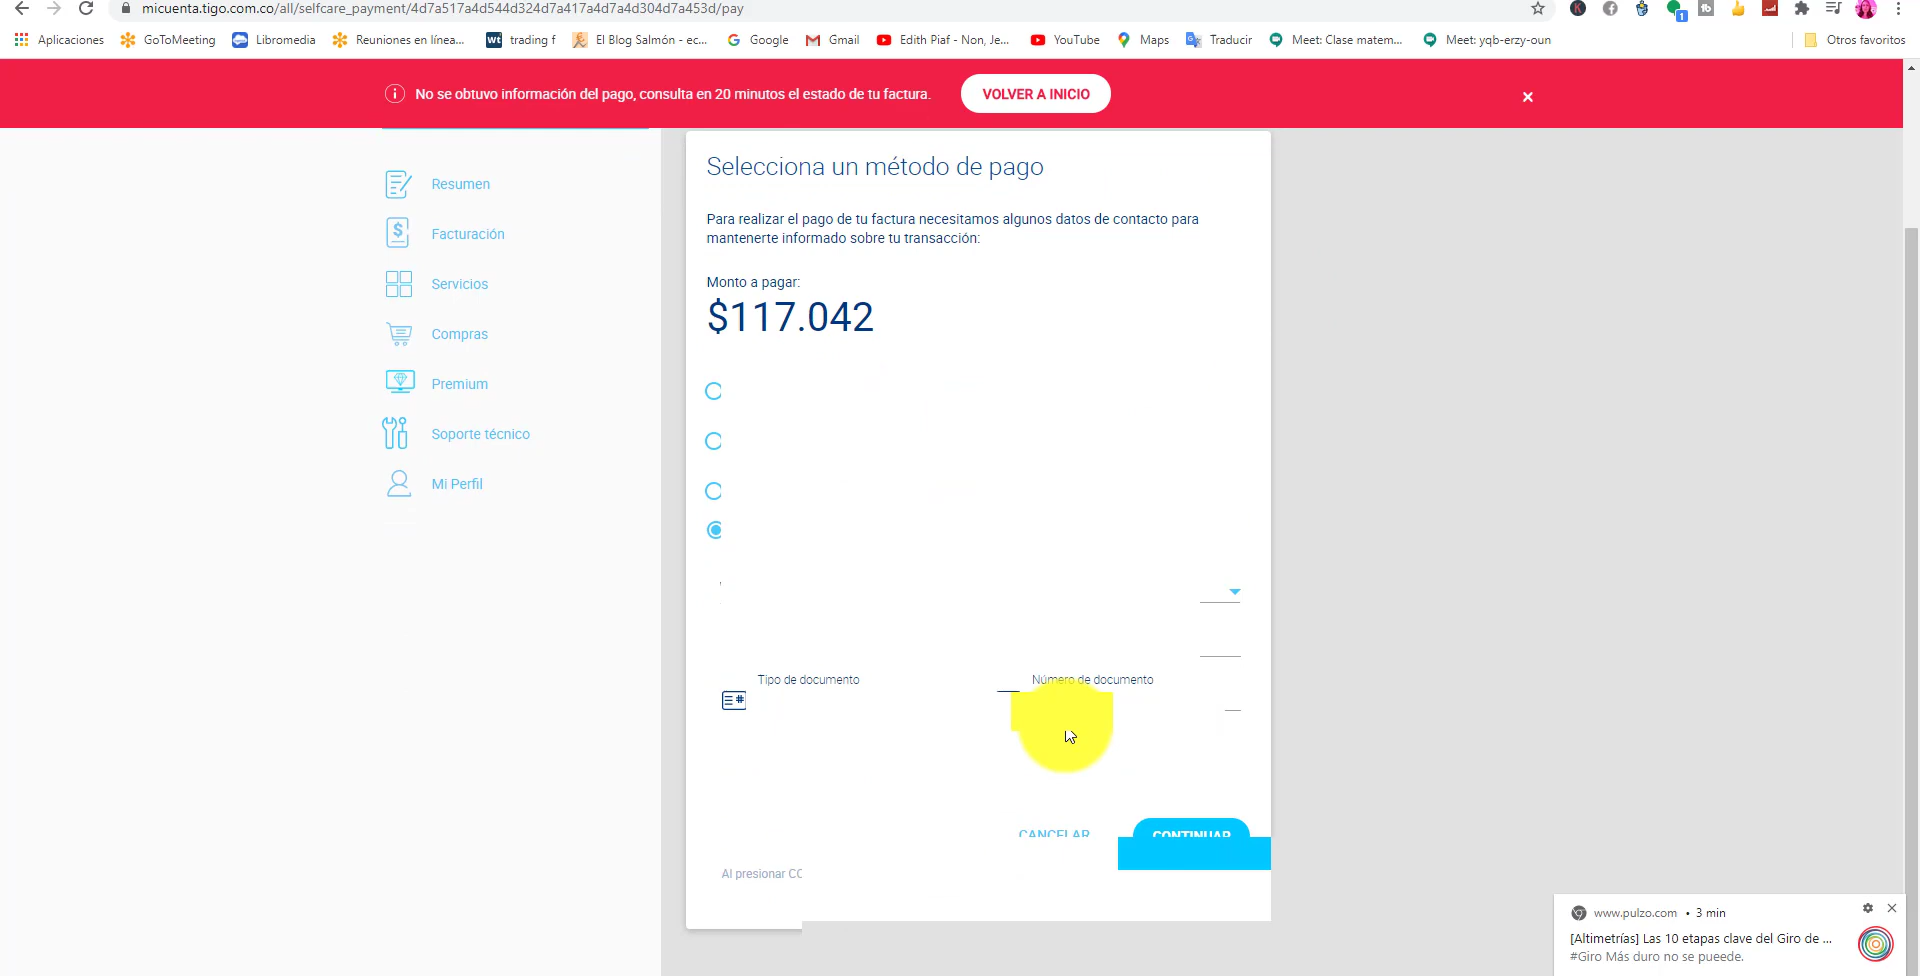 micuenta.tigo.com.co/all/selfcare_payment/4d7a517a4d544d324d7a417a4d7a4d304d7a453d/pay
Aplicaciones GoToMeeting Libromedia Reuniones en línea... trading f El Blog Salmón - ec... Google Gmail Edith Piaf - Non, Je... YouTube Maps Traducir Meet: Clase matem... Meet: yqb-erzy-oun Otros favoritos
No se obtuvo información del pago, consulta en 20 minutos el estado de tu factura. VOLVER A INICIO
Resumen
Facturación
Servicios
Compras
Premium
Soporte técnico
Mi Perfil
Selecciona un método de pago
Para realizar el pago de tu factura necesitamos algunos datos de contacto para
mantenerte informado sobre tu transacción:
Monto a pagar:
$117.042
Tipo de documento Número de documento
CANCELAR CONTINUAR
Al presionar CO
www.pulzo.com • 3 min
[Altimetrías] Las 10 etapas clave del Giro de ...
#Giro Más duro no se pueede.